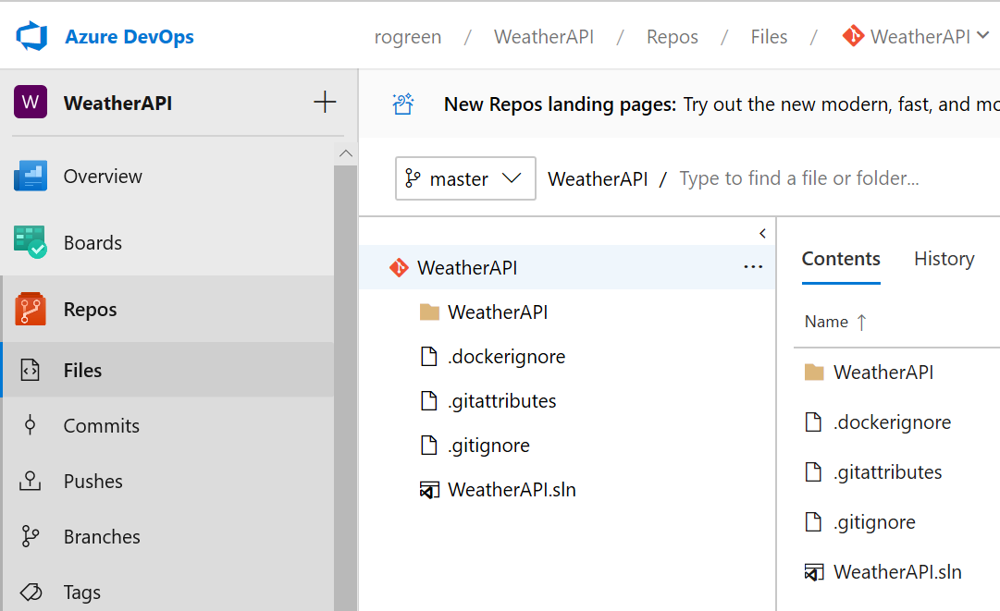 Azure DevOps
rogreen / WeatherAPI / Repos / Files / WeatherAPI
W WeatherAPI
Overview
Boards
Repos
Files
Commits
Pushes
Branches
Tags
New Repos landing pages: Try out the new modern, fast, and mo
master WeatherAPI / Type to find a file or folder...
WeatherAPI ...
WeatherAPI
.dockerignore
.gitattributes
.gitignore
WeatherAPI.sln
Contents History
Name ↑
WeatherAPI
.dockerignore
.gitattributes
.gitignore
WeatherAPI.sln